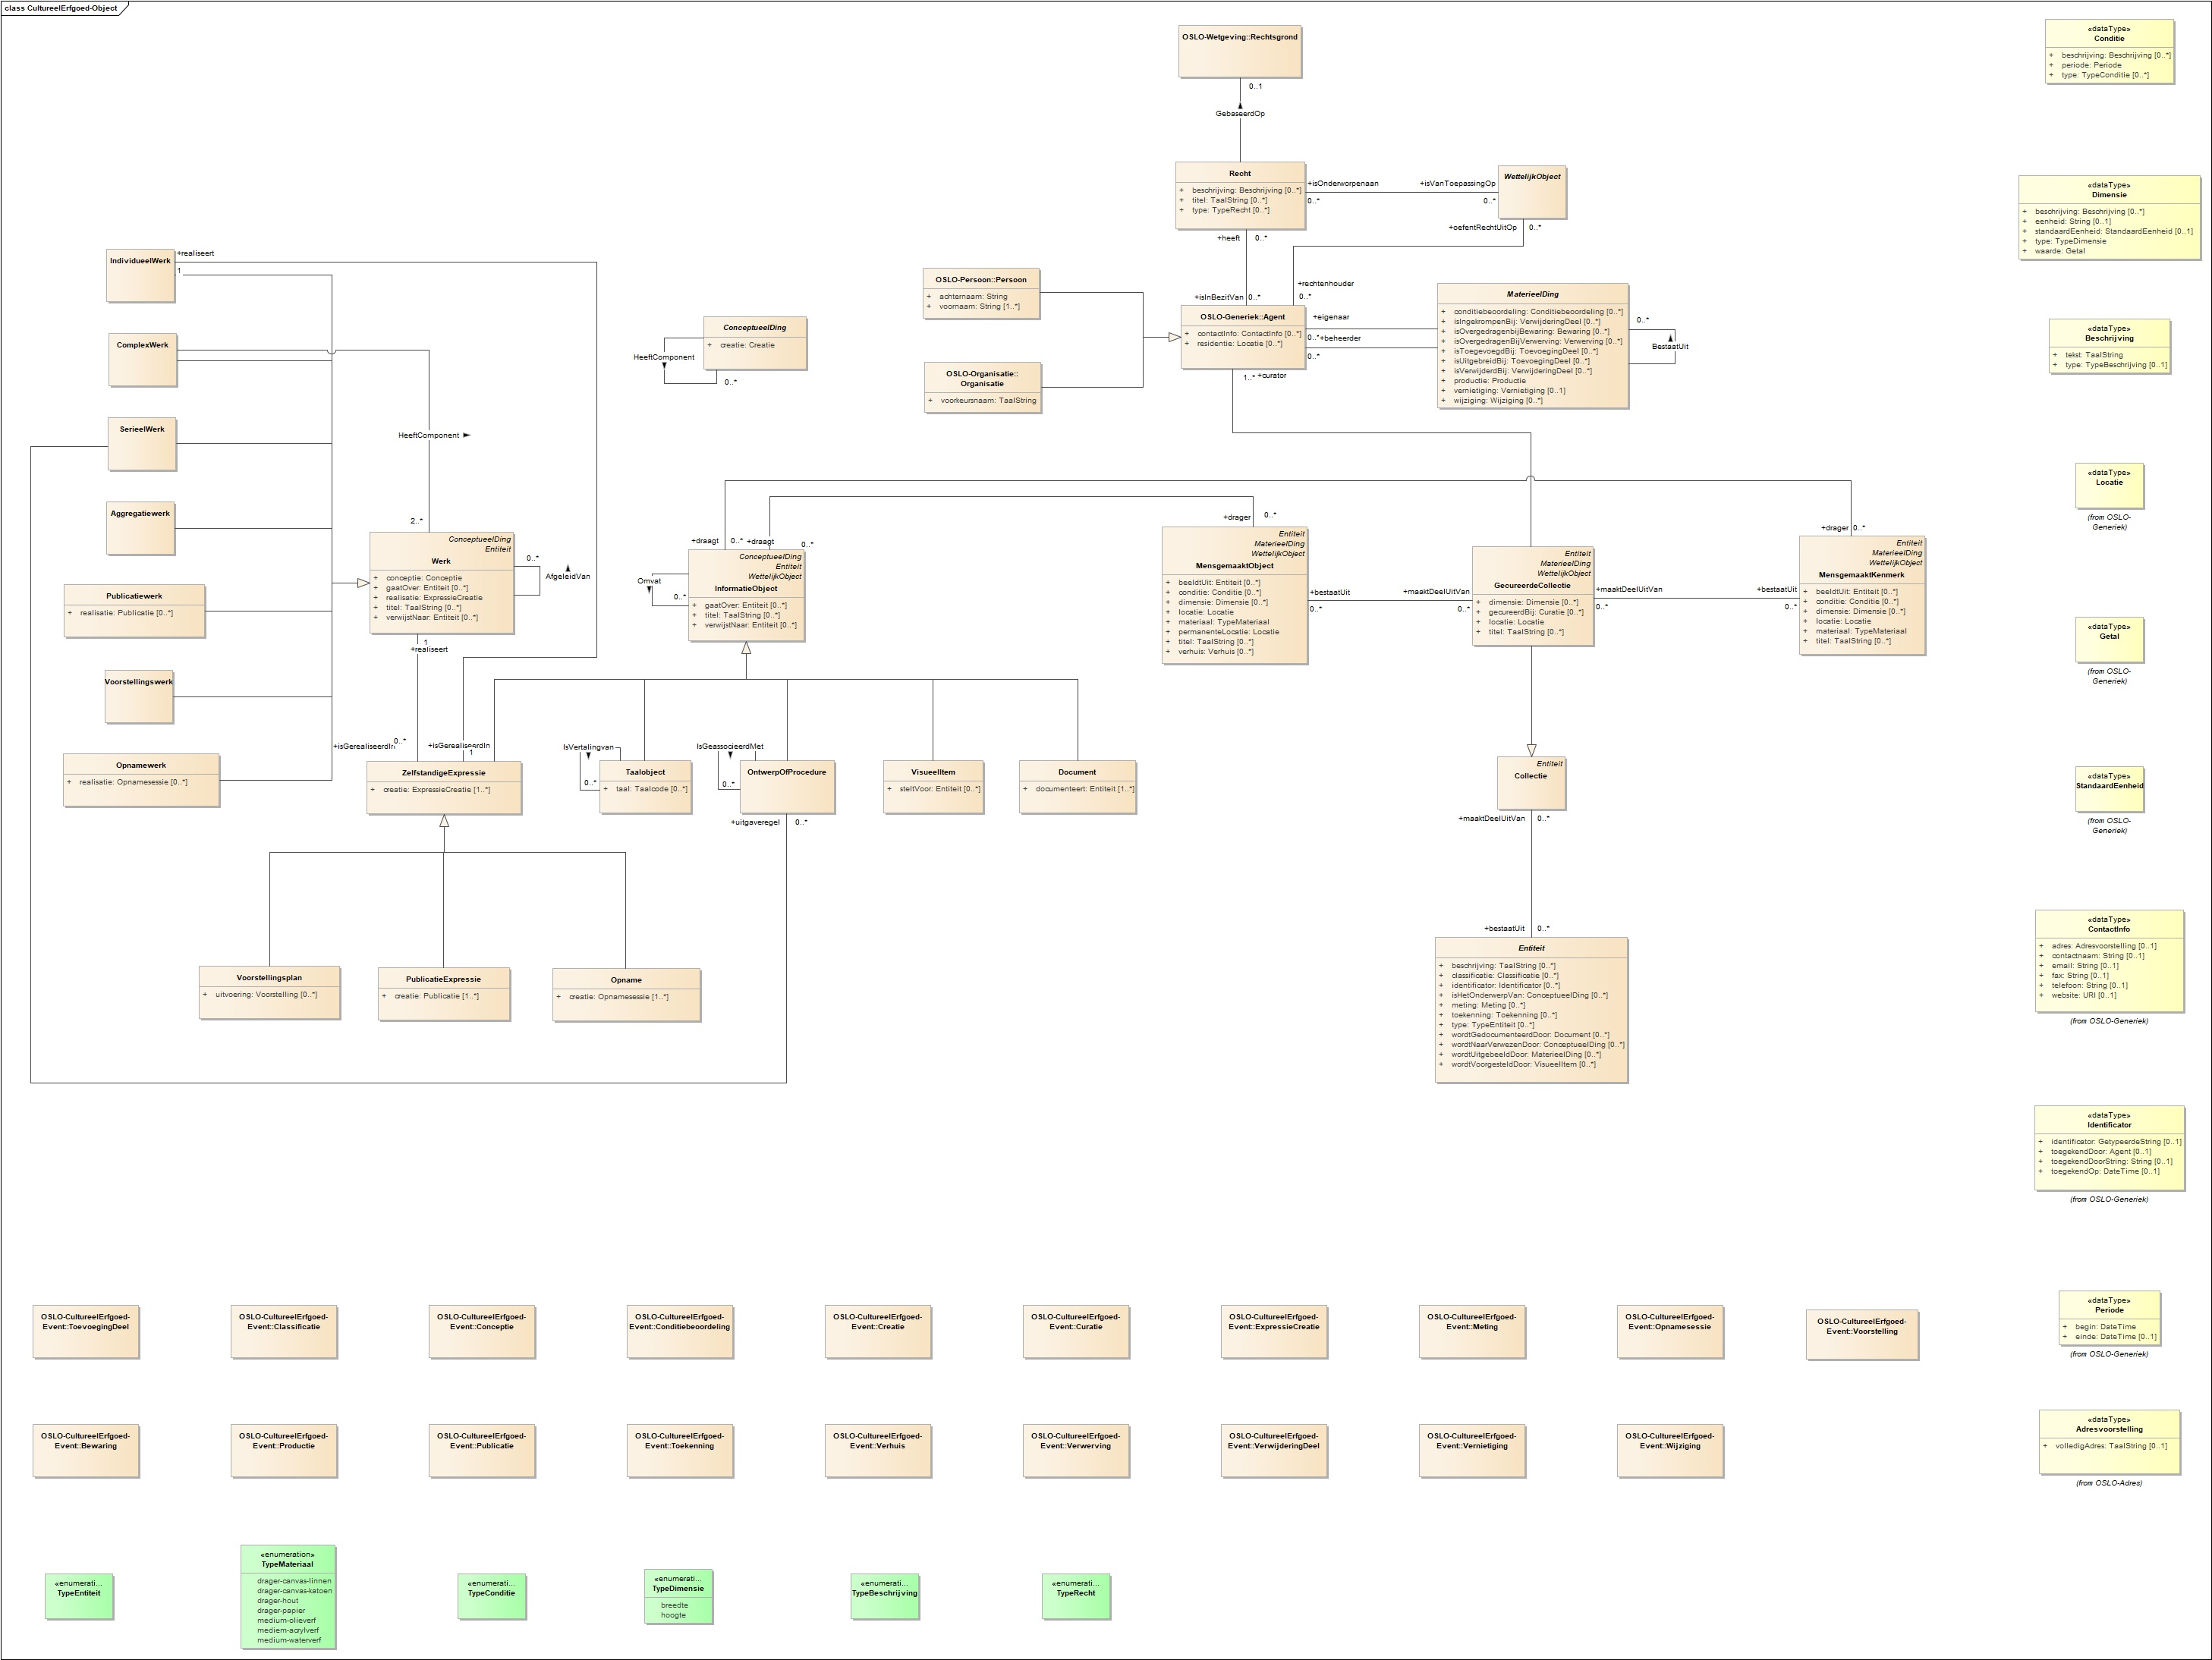 class CultureelErfgoed-Object
OSLO-Wetgeving::Rechtsgrond
0..1
GebaseerdOp
Recht
+ beschrijving: Beschrijving [0..*]
+ titel: TaalString [0..*]
+ type: TypeRecht [0..*]
+isOnderworpenaan
0..*
+isVanToepassingOp
0..*
WettelijkObject
+oefentRechtUitOp 0..*
+heeft 0..*
+rechtenhouder
0..*
+isInBezitVan 0..*
OSLO-Persoon::Persoon
+ achternaam: String
+ voornaam: String [1..*]
OSLO-Organisatie::
Organisatie
+ voorkeursnaam: TaalString
OSLO-Generiek::Agent
+ contactInfo: ContactInfo [0..*]
+ residentie: Locatie [0..*]
+eigenaar
0..*
+beheerder
0..*
1..* +curator
MaterieelDing
+ conditiebeoordeling: Conditiebeoordeling [0..*]
+ isIngekrompenBij: VerwijderingDeel [0..*]
+ isOvergedragenbijBewaring: Bewaring [0..*]
+ isOvergedragenBijVerwerving: Verwerving [0..*]
+ isToegevoegdBij: ToevoegingDeel [0..*]
+ isUitgebreidBij: ToevoegingDeel [0..*]
+ isVerwijderdBij: VerwijderingDeel [0..*]
+ productie: Productie
+ vernietiging: Vernietiging [0..1]
+ wijziging: Wijziging [0..*]
0..*
BestaatUit
ConceptueelDing
+ creatie: Creatie
HeeftComponent
0..*
IndividueelWerk
+realiseert
1
ComplexWerk
SerieelWerk
Aggregatiewerk
Publicatiewerk
+ realisatie: Publicatie [0..*]
Voorstellingswerk
Opnamewerk
+ realisatie: Opnamesessie [0..*]
HeeftComponent
2..*
ConceptueelDing
Entiteit
Werk
+ conceptie: Conceptie
+ gaatOver: Entiteit [0..*]
+ realisatie: ExpressieCreatie
+ titel: TaalString [0..*]
+ verwijstNaar: Entiteit [0..*]
0..*
AfgeleidVan
1
+realiseert
+isGerealiseerdIn
0..*
+isGerealiseerdIn
1
+draagt 0..*
+draagt 0..*
ConceptueelDing
Entiteit
WettelijkObject
InformatieObject
+ gaatOver: Entiteit [0..*]
+ titel: TaalString [0..*]
+ verwijstNaar: Entiteit [0..*]
Omvat
0..*
+drager 0..*
Entiteit
MaterieelDing
WettelijkObject
MensgemaaktObject
+ beeldtUit: Entiteit [0..*]
+ conditie: Conditie [0..*]
+ dimensie: Dimensie [0..*]
+ locatie: Locatie
+ materiaal: TypeMateriaal
+ permanenteLocatie: Locatie
+ titel: TaalString [0..*]
+ verhuis: Verhuis [0..*]
+bestaatUit
0..*
+maaktDeelUitVan
0..*
Entiteit
MaterieelDing
WettelijkObject
GecureerdeCollectie
+ dimensie: Dimensie [0..*]
+ gecureerdBij: Curatie [0..*]
+ locatie: Locatie
+ titel: TaalString [0..*]
+maaktDeelUitVan
0..*
+bestaatUit
0..*
+drager 0..*
Entiteit
MaterieelDing
WettelijkObject
MensgemaaktKenmerk
+ beeldtUit: Entiteit [0..*]
+ conditie: Conditie [0..*]
+ dimensie: Dimensie [0..*]
+ locatie: Locatie
+ materiaal: TypeMateriaal
+ titel: TaalString [0..*]
ZelfstandigeExpressie
+ creatie: ExpressieCreatie [1..*]
IsVertalingvan
0..*
Taalobject
+ taal: Taalcode [0..*]
IsGeassocieerdMet
0..*
OntwerpOfProcedure
+uitgaveregel 0..*
VisueelItem
+ steltVoor: Entiteit [0..*]
Document
+ documenteert: Entiteit [1..*]
Entiteit
Collectie
+maaktDeelUitVan 0..*
Voorstellingsplan
+ uitvoering: Voorstelling [0..*]
PublicatieExpressie
+ creatie: Publicatie [1..*]
Opname
+ creatie: Opnamesessie [1..*]
+bestaatUit 0..*
Entiteit
+ beschrijving: TaalString [0..*]
+ classificatie: Classificatie [0..*]
+ identificator: Identificator [0..*]
+ isHetOnderwerpVan: ConceptueelDing [0..*]
+ meting: Meting [0..*]
+ toekenning: Toekenning [0..*]
+ type: TypeEntiteit [0..*]
+ wordtGedocumenteerdDoor: Document [0..*]
+ wordtNaarVerwezenDoor: ConceptueelDing [0..*]
+ wordtUitgebeeldDoor: MaterieelDing [0..*]
+ wordtVoorgesteldDoor: VisueelItem [0..*]
«dataType»
Conditie
+ beschrijving: Beschrijving [0..*]
+ periode: Periode
+ type: TypeConditie [0..*]
«dataType»
Dimensie
+ beschrijving: Beschrijving [0..*]
+ eenheid: String [0..1]
+ standaardEenheid: StandaardEenheid [0..1]
+ type: TypeDimensie
+ waarde: Getal
«dataType»
Beschrijving
+ tekst: TaalString
+ type: TypeBeschrijving [0..1]
«dataType»
Locatie
(from OSLO-
Generiek)
«dataType»
Getal
(from OSLO-
Generiek)
«dataType»
StandaardEenheid
(from OSLO-
Generiek)
«dataType»
ContactInfo
+ adres: Adresvoorstelling [0..1]
+ contactnaam: String [0..1]
+ email: String [0..1]
+ fax: String [0..1]
+ telefoon: String [0..1]
+ website: URI [0..1]
(from OSLO-Generiek)
«dataType»
Identificator
+ identificator: GetypeerdeString [0..1]
+ toegekendDoor: Agent [0..1]
+ toegekendDoorString: String [0..1]
+ toegekendOp: DateTime [0..1]
(from OSLO-Generiek)
«dataType»
Periode
+ begin: DateTime
+ einde: DateTime [0..1]
(from OSLO-Generiek)
«dataType»
Adresvoorstelling
+ volledigAdres: TaalString [0..1]
(from OSLO-Adres)
OSLO-CultureelErfgoed-
Event::ToevoegingDeel
OSLO-CultureelErfgoed-
Event::Classificatie
OSLO-CultureelErfgoed-
Event::Conceptie
OSLO-CultureelErfgoed-
Event::Conditiebeoordeling
OSLO-CultureelErfgoed-
Event::Creatie
OSLO-CultureelErfgoed-
Event::Curatie
OSLO-CultureelErfgoed-
Event::ExpressieCreatie
OSLO-CultureelErfgoed-
Event::Meting
OSLO-CultureelErfgoed-
Event::Opnamesessie
OSLO-CultureelErfgoed-
Event::Voorstelling
OSLO-CultureelErfgoed-
Event::Bewaring
OSLO-CultureelErfgoed-
Event::Productie
OSLO-CultureelErfgoed-
Event::Publicatie
OSLO-CultureelErfgoed-
Event::Toekenning
OSLO-CultureelErfgoed-
Event::Verhuis
OSLO-CultureelErfgoed-
Event::Verwerving
OSLO-CultureelErfgoed-
Event::VerwijderingDeel
OSLO-CultureelErfgoed-
Event::Vernietiging
OSLO-CultureelErfgoed-
Event::Wijziging
«enumerati...
TypeEntiteit
«enumeration»
TypeMateriaal
drager-canvas-linnen
drager-canvas-katoen
drager-hout
drager-papier
medium-olieverf
mediem-acrylverf
medium-waterverf
«enumerati...
TypeConditie
«enumerati...
TypeDimensie
breedte
hoogte
«enumerati...
TypeBeschrijving
«enumerati...
TypeRecht